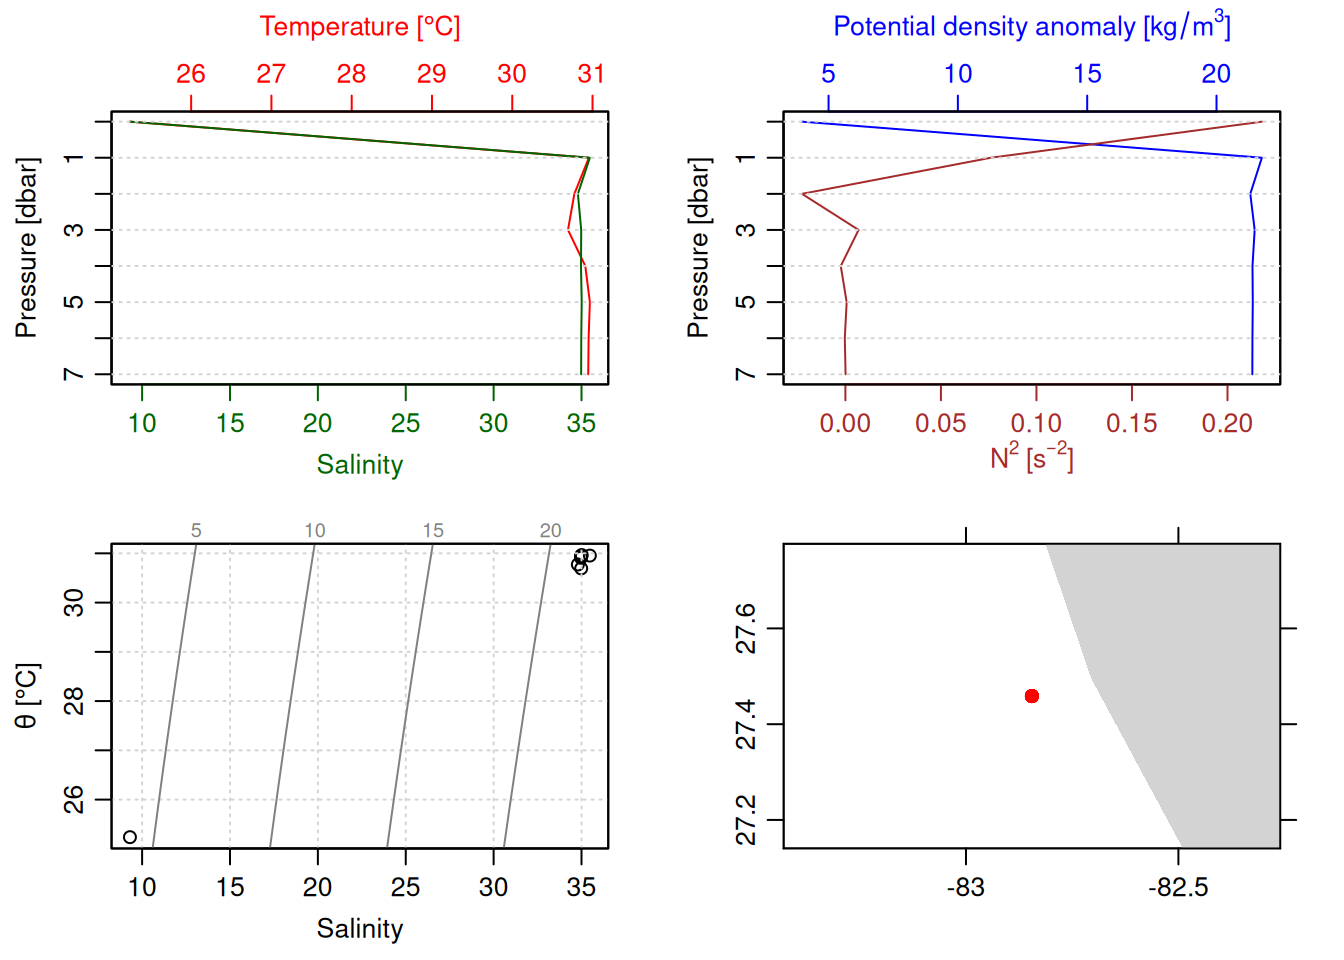 Temperature [°C]
26 27 28 29 30 31
Pressure [dbar]
1
3
5
7
10 15 20 25 30 35
Salinity
Potential density anomaly [kg/m³]
5 10 15 20
Pressure [dbar]
1
3
5
7
0.00 0.05 0.10 0.15 0.20
N² [s⁻²]
5 10 15 20
θ [°C]
30
28
26
10 15 20 25 30 35
Salinity
27.6
27.4
27.2
-83 -82.5